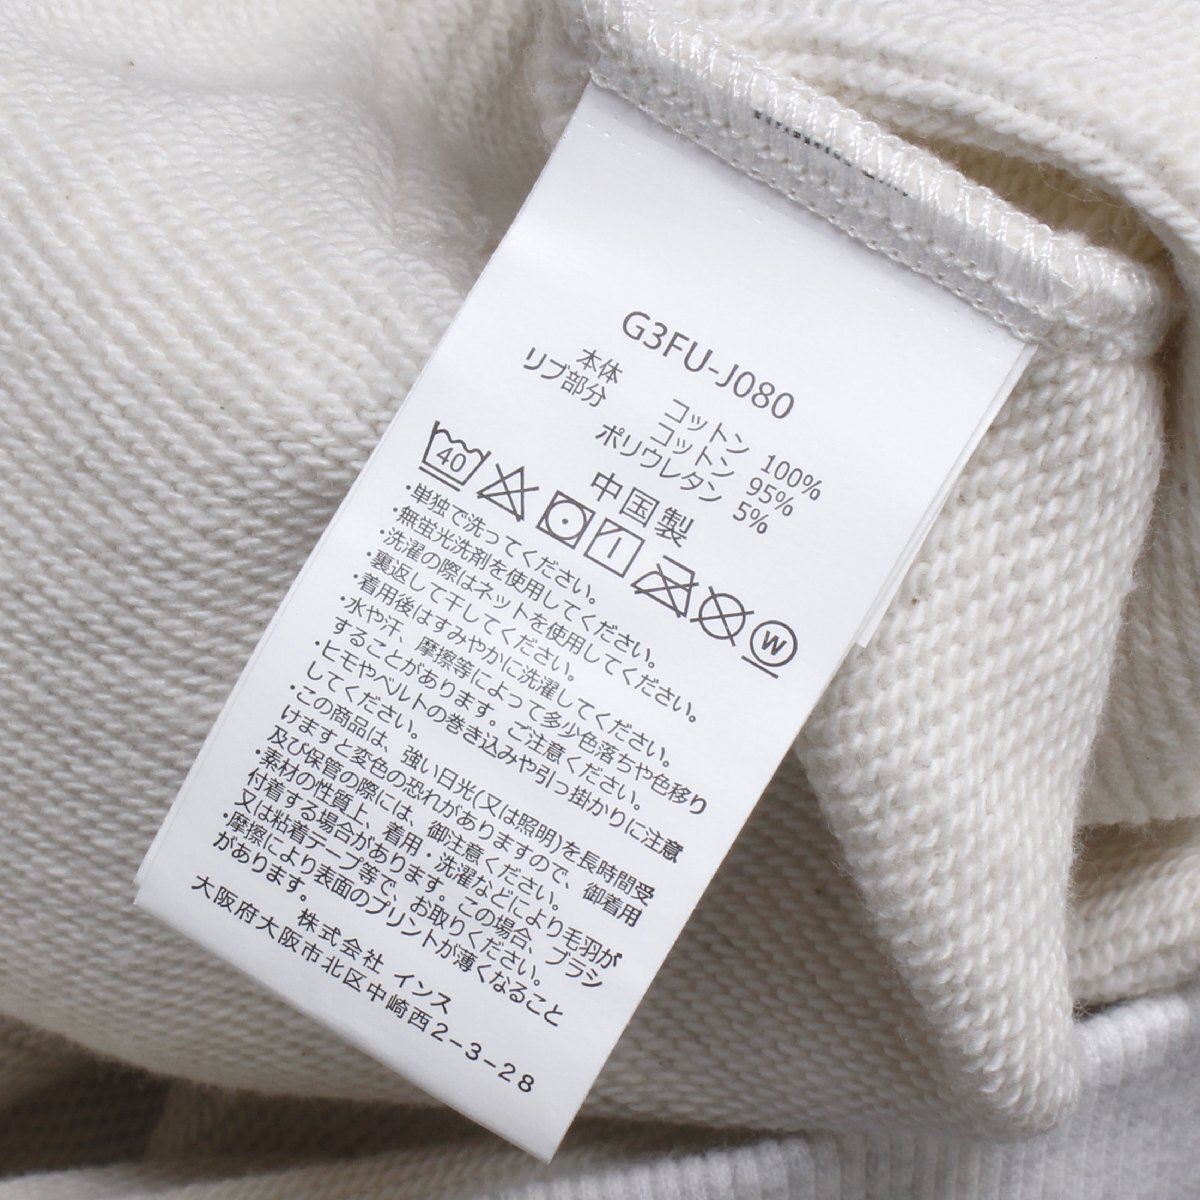 G3FU-J080
本体 コットン 100%
リブ部分 コットン 95%
ポリウレタン 5%
中国製
40 W
・単独で洗ってください。
・無蛍光洗剤を使用してください。
・洗濯の際はネットを使用してください。
・裏返して干してください。
・着用後はすみやかに洗濯してください。
・水や汗、摩擦等によって多少色落ちや色移り
することがあります。ご注意ください。
・ヒモやベルトの巻き込みや引っ掛かりに注意
してください。
・この商品は、強い日光(又は照明)を長時間受
けますと変色の恐れがありますので、御着用
及び保管の際には、御注意ください。
・素材の性質上、着用・洗濯などにより毛羽が
付着する場合があります。この場合、ブラシ
又は粘着テープ等で、お取りください。
・摩擦により表面のプリントが薄くなること
があります。
株式会社 インス
大阪府大阪市北区中崎西2-3-28